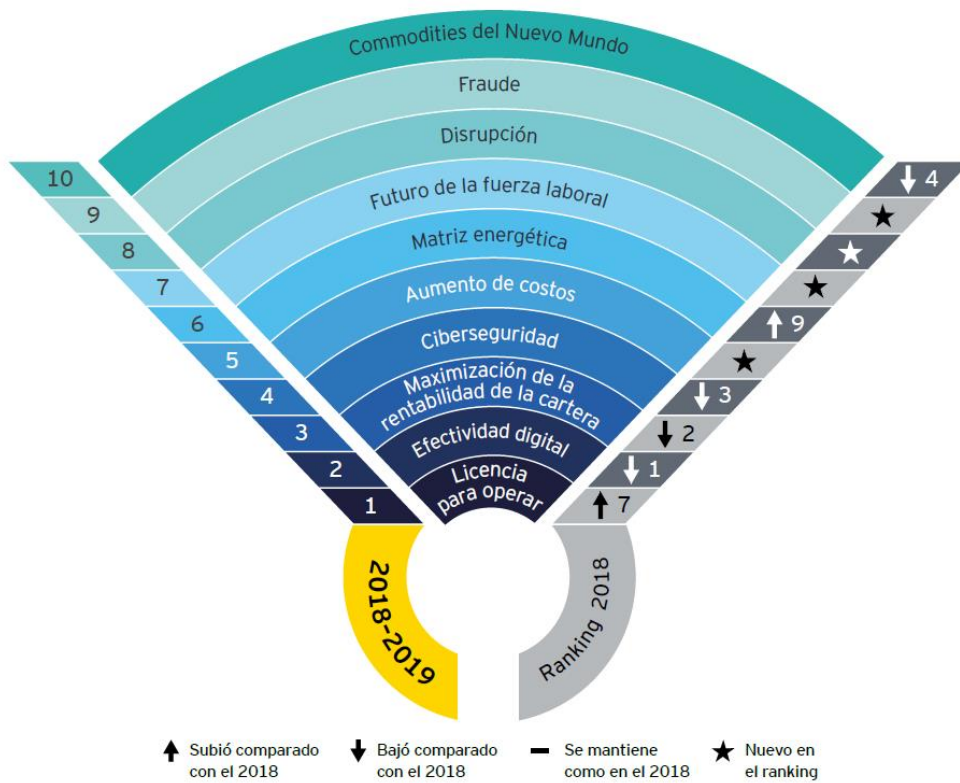 Commodities del Nuevo Mundo
Fraude
Disrupción
Futuro de la fuerza laboral
Matriz energética
Aumento de costos
Ciberseguridad
Maximización de la
rentabilidad de la cartera
Efectividad digital
Licencia
para operar
10
9
8
7
6
5
4
3
2
1
4
9
3
2
1
7
2018-2019
Ranking 2018
Subió comparado
con el 2018
Bajó comparado
con el 2018
Se mantiene
como en el 2018
Nuevo en
el ranking